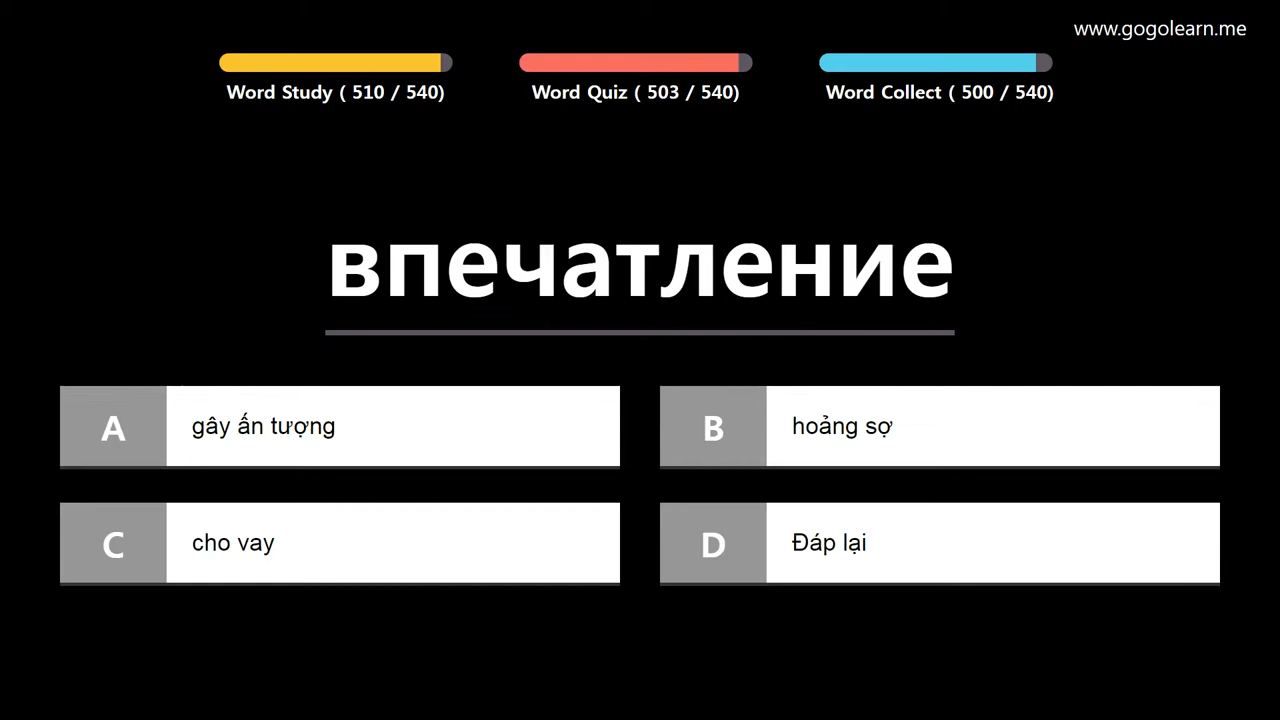 www.gogolearn.me
Word Study ( 510 / 540)
Word Quiz ( 503 / 540)
Word Collect ( 500 / 540)
впечатление
A gây ấn tượng
B hoảng sợ
C cho vay
D Đáp lại